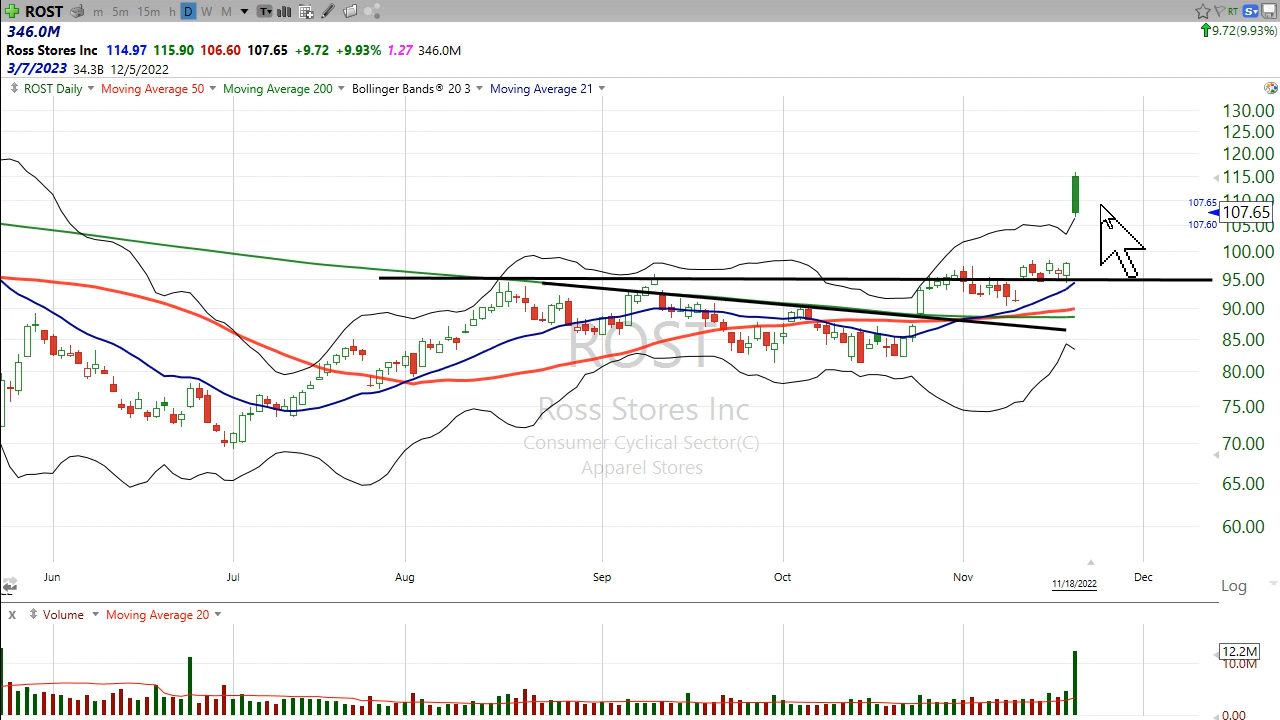 ROST m 5m 15m h D W M T RT S
346.0M
9.72(9.93%)
Ross Stores Inc 114.97 115.90 106.60 107.65 +9.72 +9.93% 1.27 346.0M
3/7/2023 34.3B 12/5/2022
ROST Daily Moving Average 50 Moving Average 200 Bollinger Bands® 20 3 Moving Average 21
130.00
125.00
120.00
115.00
110.00
107.65
107.65
107.60
105.00
100.00
95.00
90.00
85.00
80.00
75.00
70.00
65.00
60.00
ROST
Ross Stores Inc
Consumer Cyclical Sector(C)
Apparel Stores
Jun Jul Aug Sep Oct Nov Dec
11/18/2022
Log
X Volume Moving Average 20
12.2M
10.0M
0.00